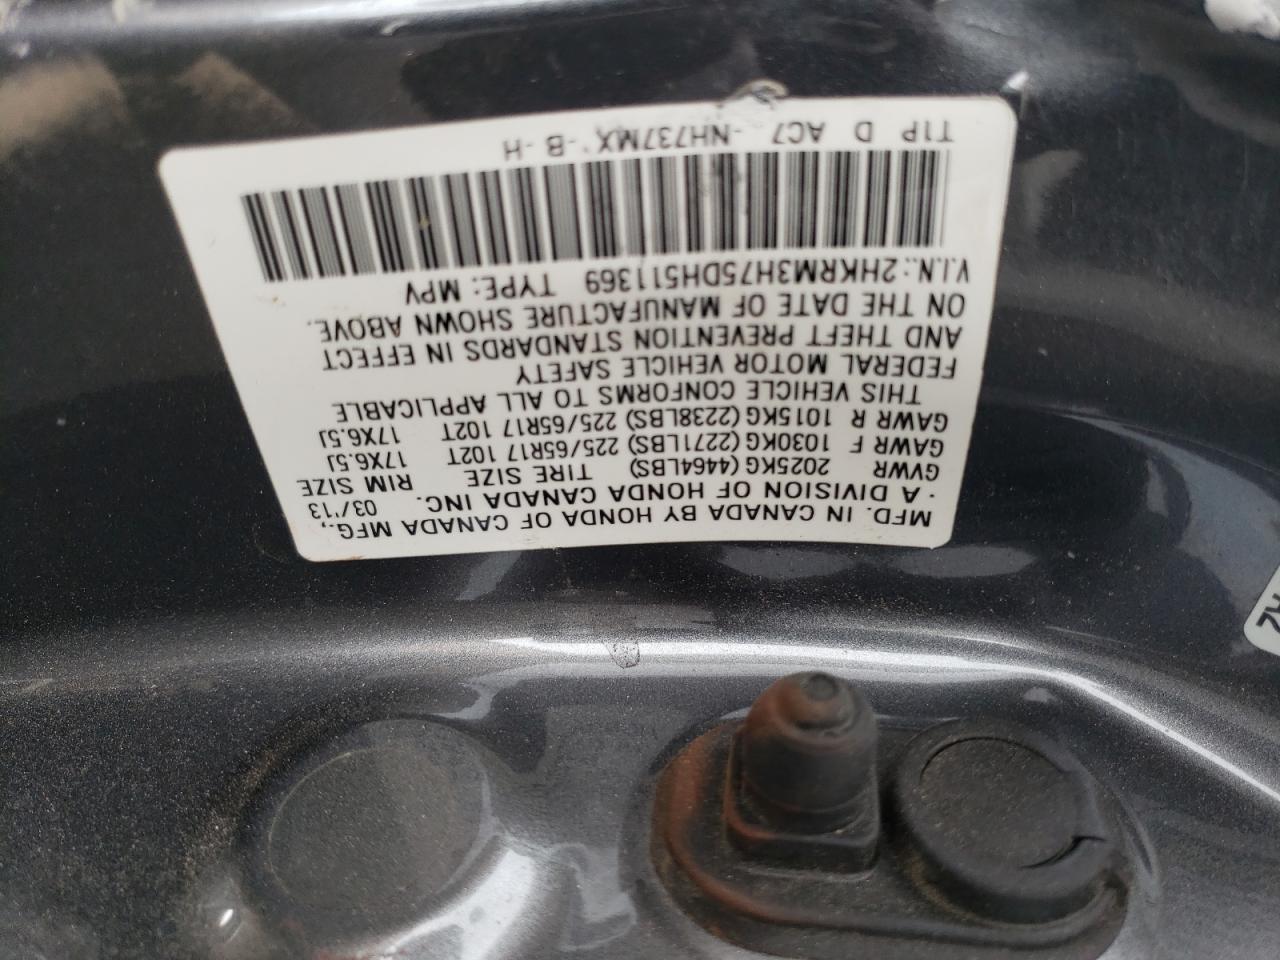 MFD. IN CANADA BY HONDA OF CANADA MFG.,
· A DIVISION OF HONDA CANADA INC. 03/'13
GVWR 2025KG (4464LBS) TIRE SIZE RIM SIZE
GAWR F 1030KG (2271LBS) 225/65R17 102T 17X6.5J
GAWR R 1015KG (2238LBS) 225/65R17 102T 17X6.5J
THIS VEHICLE CONFORMS TO ALL APPLICABLE
FEDERAL MOTOR VEHICLE SAFETY
AND THEFT PREVENTION STANDARDS IN EFFECT
ON THE DATE OF MANUFACTURE SHOWN ABOVE.
V.I.N.: 2HKRM3H75DH511369 TYPE: MPV
T1P D AC7 -NH737MX -B -H